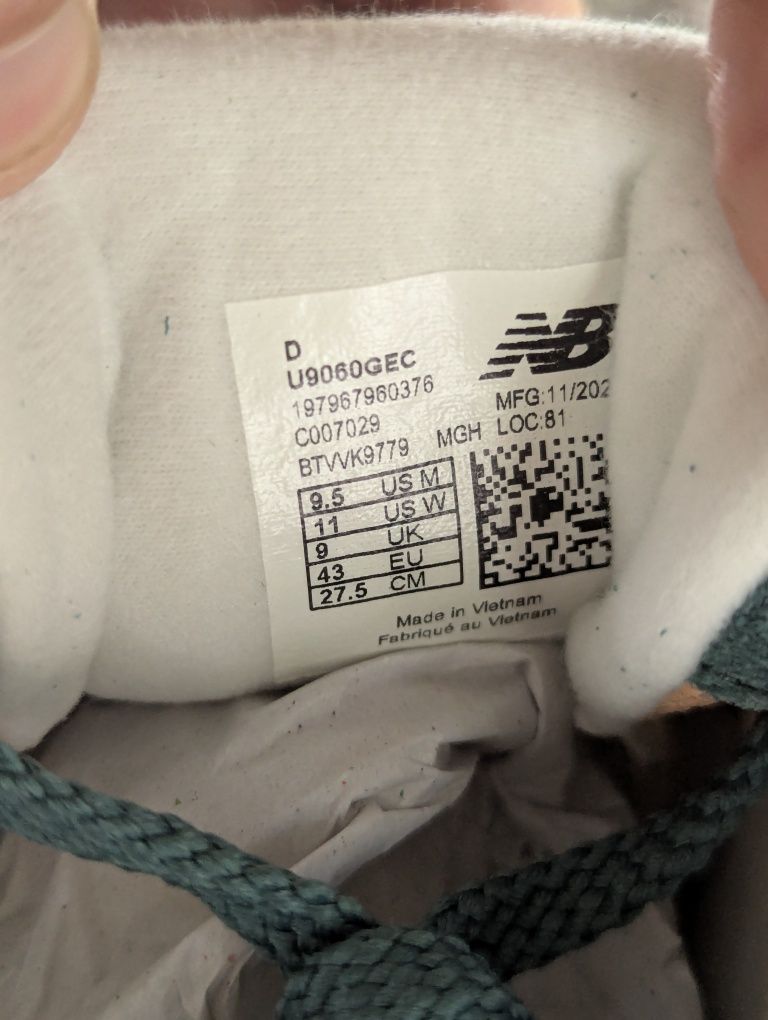 D
U9060GEC
197967960376
C007029
BTVVK9779 MGH
NB
MFG:11/202
LOC:81
9.5 US M
11 US W
9 UK
43 EU
27.5 CM
Made in Vietnam
Fabriqué au Vietnam